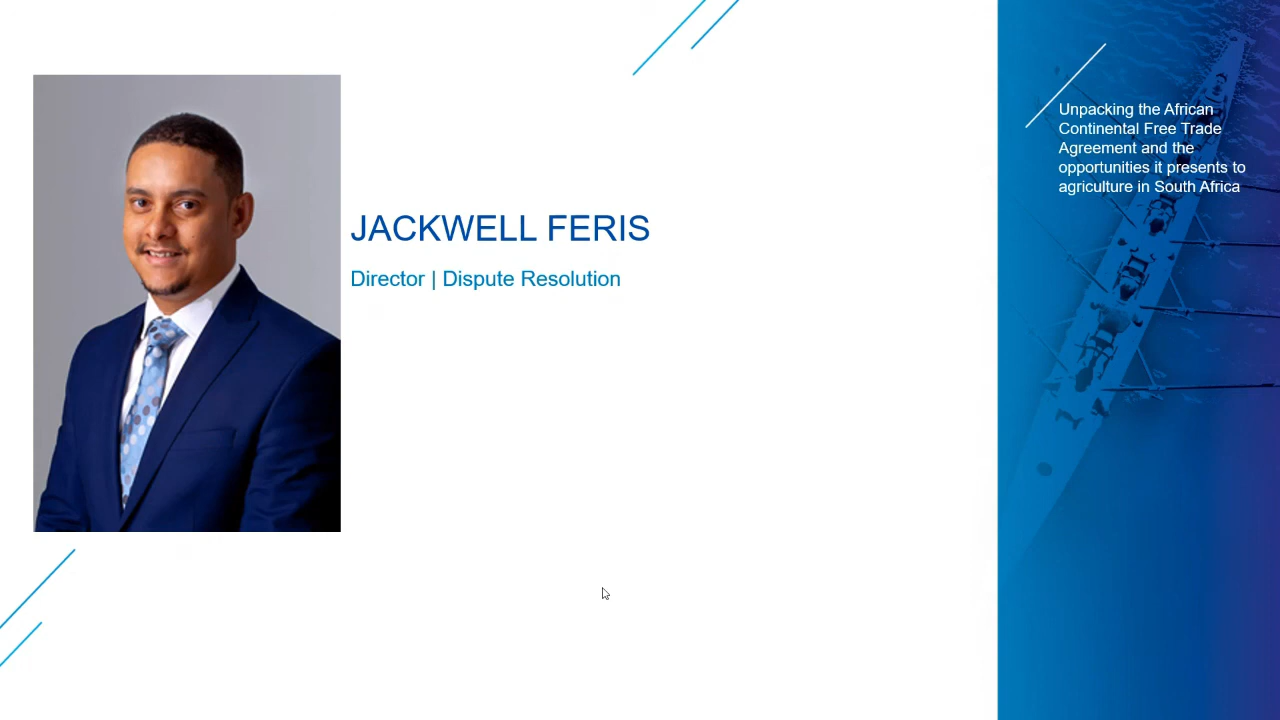 JACKWELL FERIS
Director | Dispute Resolution
Unpacking the African
Continental Free Trade
Agreement and the
opportunities it presents to
agriculture in South Africa